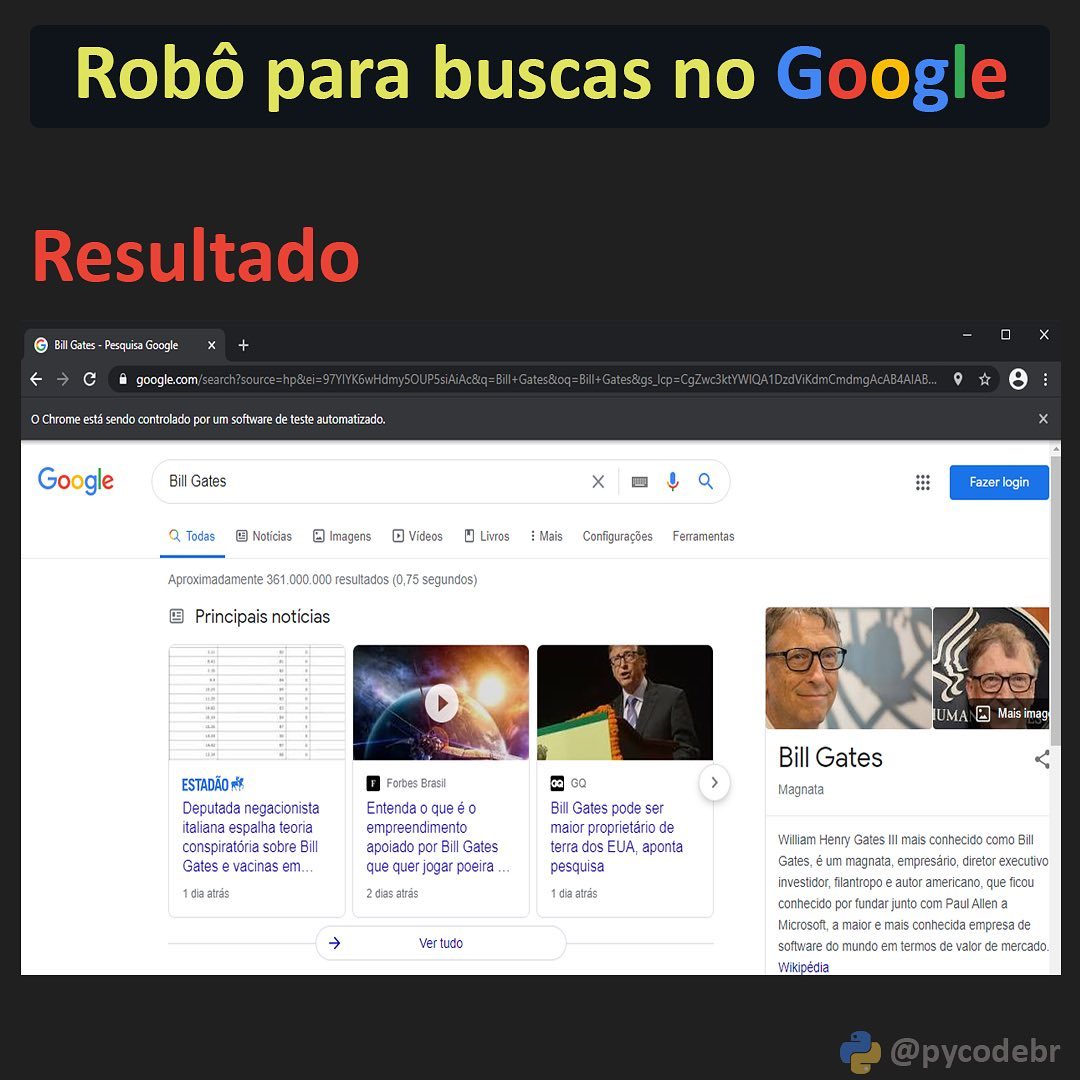 Robô para buscas no Google
Resultado
Bill Gates - Pesquisa Google
google.com/search?source=hp&ei=97YIYK6wHdmy5OUP5siAiAc&q=Bill+Gates&oq=Bill+Gates&gs_lcp=CgZwc3ktYWIQA1DzdViKdmCmdmgAcAB4AIAB...
O Chrome está sendo controlado por um software de teste automatizado.
Google
Bill Gates
Fazer login
Todas Notícias Imagens Vídeos Livros Mais Configurações Ferramentas
Aproximadamente 361.000.000 resultados (0,75 segundos)
Principais notícias
ESTADÃO
Deputada negacionista
italiana espalha teoria
conspiratória sobre Bill
Gates e vacinas em...
1 dia atrás
Forbes Brasil
Entenda o que é o
empreendimento
apoiado por Bill Gates
que quer jogar poeira ...
2 dias atrás
GQ
Bill Gates pode ser
maior proprietário de
terra dos EUA, aponta
pesquisa
1 dia atrás
Ver tudo
HUMA
Mais imag
Bill Gates
Magnata
William Henry Gates III mais conhecido como Bill
Gates, é um magnata, empresário, diretor executivo
investidor, filantropo e autor americano, que ficou
conhecido por fundar junto com Paul Allen a
Microsoft, a maior e mais conhecida empresa de
software do mundo em termos de valor de mercado.
Wikipédia
@pycodebr